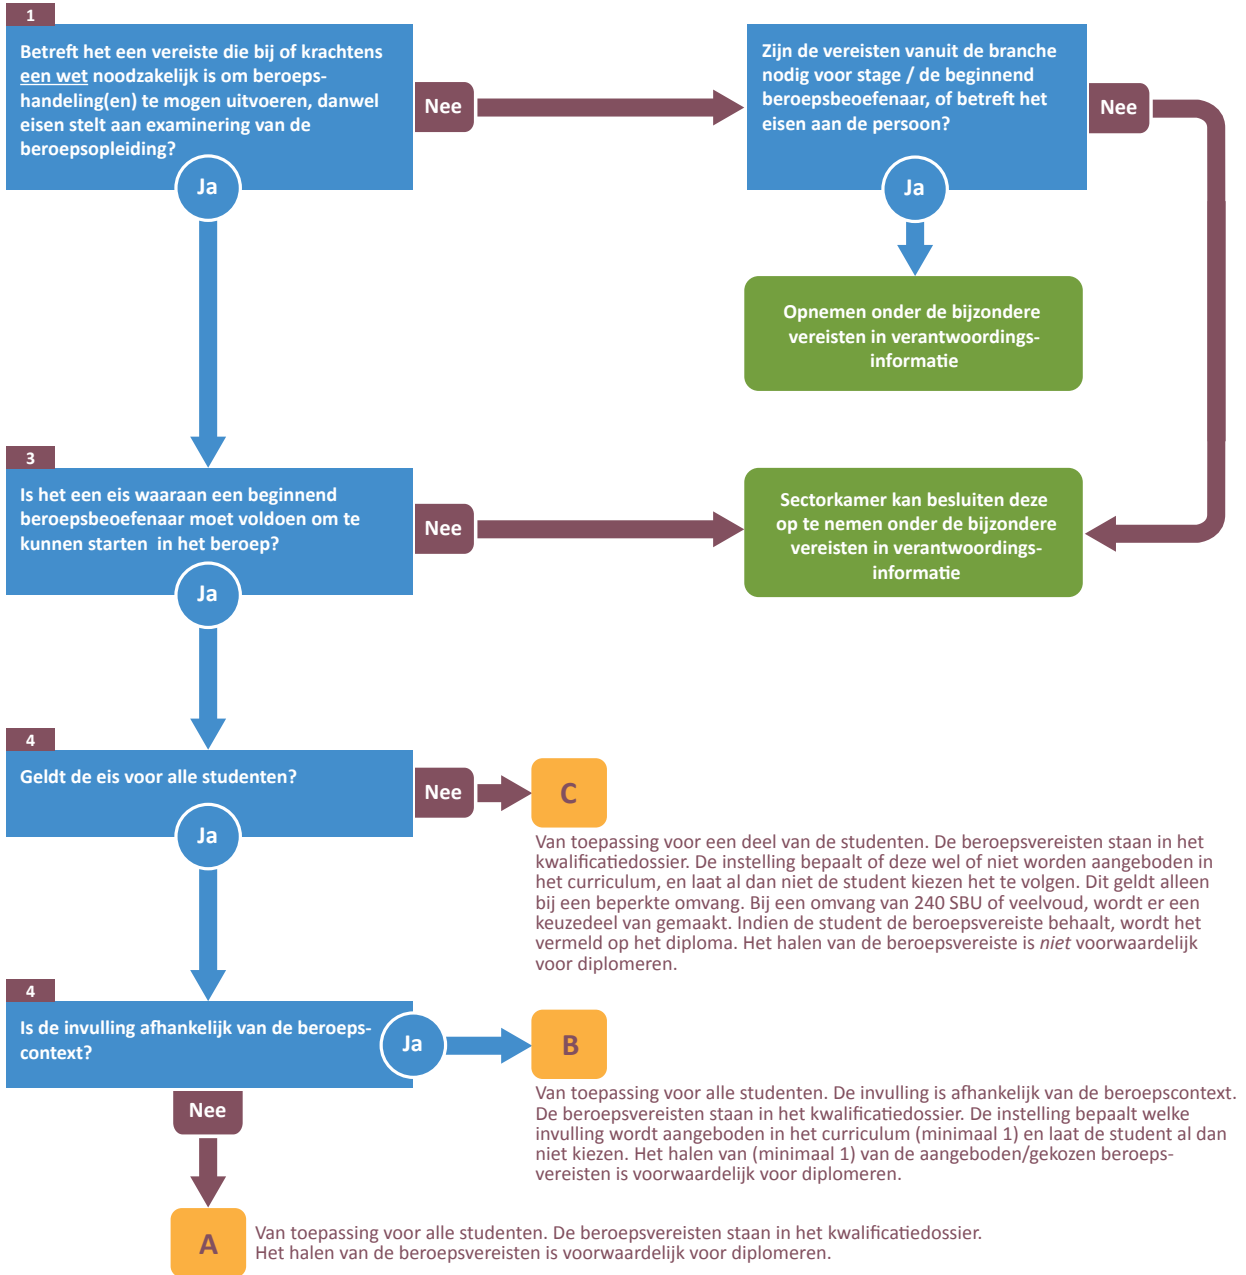 1
Betreft het een vereiste die bij of krachtens
een wet noodzakelijk is om beroeps-
handeling(en) te mogen uitvoeren, danwel
eisen stelt aan examinering van de
beroepsopleiding?
Nee
Ja
Zijn de vereisten vanuit de branche
nodig voor stage / de beginnend
beroepsbeoefenaar, of betreft het
eisen aan de persoon?
Nee
Ja
Opnemen onder de bijzondere
vereisten in verantwoordings-
informatie
3
Is het een eis waaraan een beginnend
beroepsbeoefenaar moet voldoen om te
kunnen starten in het beroep?
Nee
Ja
Sectorkamer kan besluiten deze
op te nemen onder de bijzondere
vereisten in verantwoordings-
informatie
4
Geldt de eis voor alle studenten?
Nee
Ja
C
Van toepassing voor een deel van de studenten. De beroepsvereisten staan in het
kwalificatiedossier. De instelling bepaalt of deze wel of niet worden aangeboden in
het curriculum, en laat al dan niet de student kiezen het te volgen. Dit geldt alleen
bij een beperkte omvang. Bij een omvang van 240 SBU of veelvoud, wordt er een
keuzedeel van gemaakt. Indien de student de beroepsvereiste behaalt, wordt het
vermeld op het diploma. Het halen van de beroepsvereiste is niet voorwaardelijk
voor diplomeren.
4
Is de invulling afhankelijk van de beroeps-
context?
Ja
Nee
B
Van toepassing voor alle studenten. De invulling is afhankelijk van de beroepscontext.
De beroepsvereisten staan in het kwalificatiedossier. De instelling bepaalt welke
invulling wordt aangeboden in het curriculum (minimaal 1) en laat de student al dan
niet kiezen. Het halen van (minimaal 1) van de aangeboden/gekozen beroeps-
vereisten is voorwaardelijk voor diplomeren.
A
Van toepassing voor alle studenten. De beroepsvereisten staan in het kwalificatiedossier.
Het halen van de beroepsvereisten is voorwaardelijk voor diplomeren.